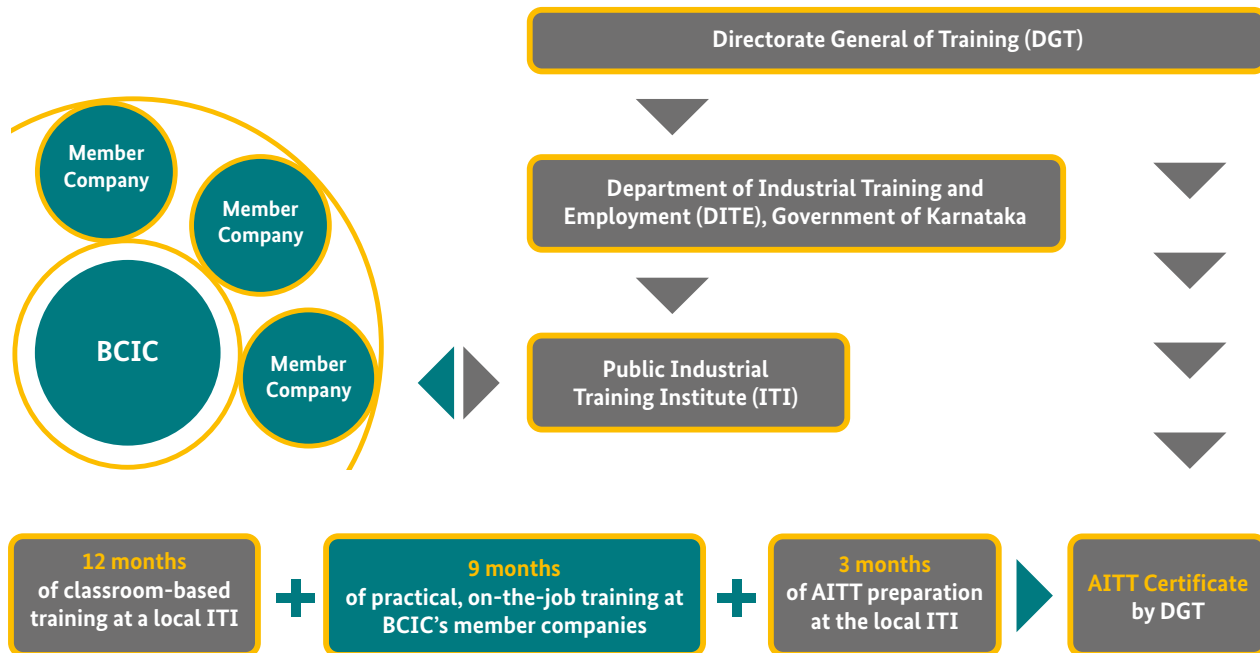 Directorate General of Training (DGT)
Member
Company
Member
Company
BCIC
Member
Company
Department of Industrial Training and
Employment (DITE), Government of Karnataka
Public Industrial
Training Institute (ITI)
12 months
of classroom-based
training at a local ITI
9 months
of practical, on-the-job training at
BCIC’s member companies
3 months
of AITT preparation
at the local ITI
AITT Certificate
by DGT